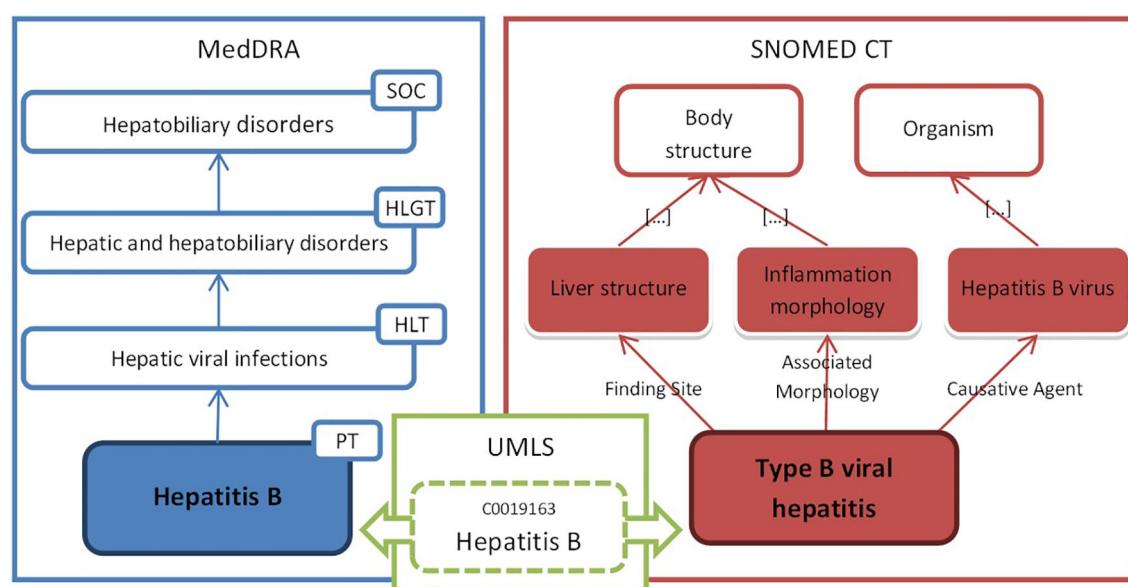 MedDRA
SOC
Hepatobiliary disorders
HLGT
Hepatic and hepatobiliary disorders
HLT
Hepatic viral infections
PT
Hepatitis B
UMLS
C0019163
Hepatitis B
SNOMED CT
Body
structure
Organism
[...]
[...]
[...]
Liver structure
Inflammation
morphology
Hepatitis B virus
Finding Site
Associated
Morphology
Causative Agent
Type B viral
hepatitis